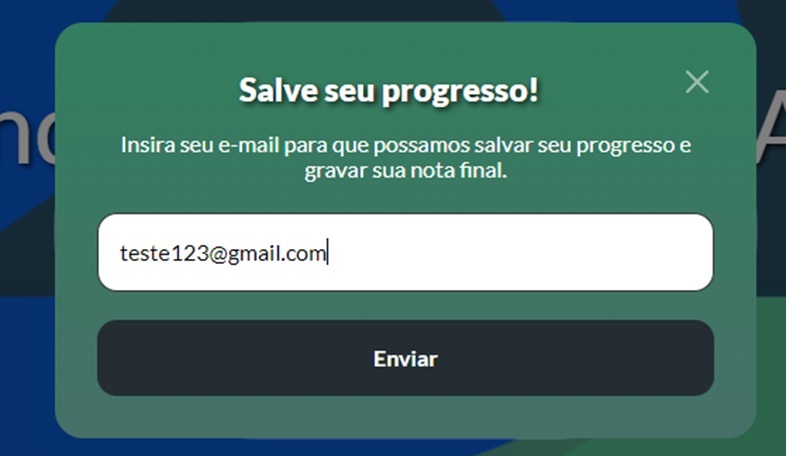 Salve seu progresso!
Insira seu e-mail para que possamos salvar seu progresso e
gravar sua nota final.
teste123@gmail.com
Enviar